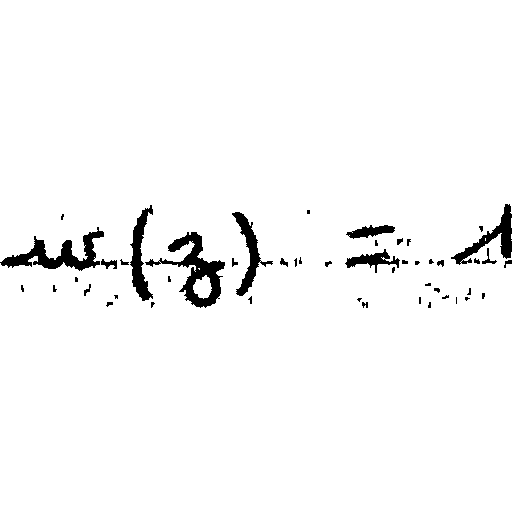 w(z) = 1